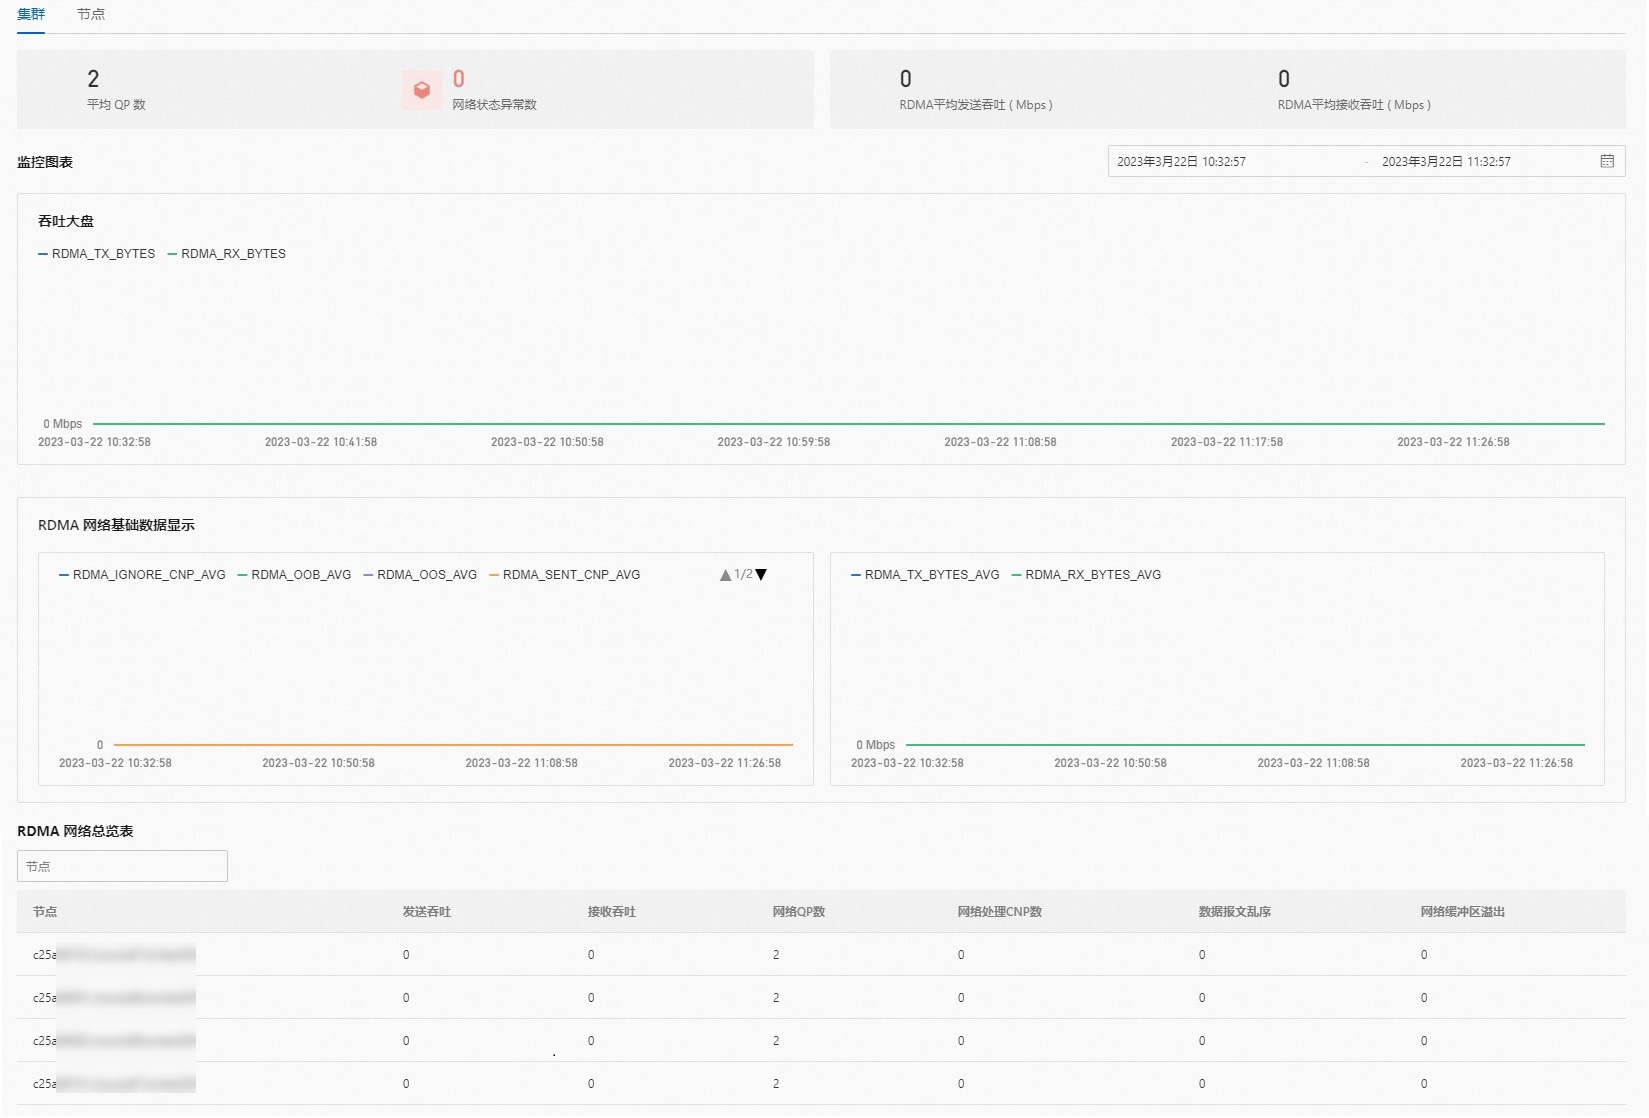 集群 节点
2 0 0 0
平均 QP 数 网络状态异常数 RDMA平均发送吞吐 ( Mbps ) RDMA平均接收吞吐 ( Mbps )
监控图表 2023年3月22日 10:32:57 - 2023年3月22日 11:32:57
吞吐大盘
RDMA_TX_BYTES RDMA_RX_BYTES
0 Mbps
2023-03-22 10:32:58 2023-03-22 10:41:58 2023-03-22 10:50:58 2023-03-22 10:59:58 2023-03-22 11:08:58 2023-03-22 11:17:58 2023-03-22 11:26:58
RDMA 网络基础数据显示
RDMA_IGNORE_CNP_AVG RDMA_OOB_AVG RDMA_OOS_AVG RDMA_SENT_CNP_AVG ▲1/2▼
0
2023-03-22 10:32:58 2023-03-22 10:50:58 2023-03-22 11:08:58 2023-03-22 11:26:58
RDMA_TX_BYTES_AVG RDMA_RX_BYTES_AVG
0 Mbps
2023-03-22 10:32:58 2023-03-22 10:50:58 2023-03-22 11:08:58 2023-03-22 11:26:58
RDMA 网络总览表
节点
节点 发送吞吐 接收吞吐 网络QP数 网络处理CNP数 数据报文乱序 网络缓冲区溢出
c25a 0 0 2 0 0 0
c25a 0 0 2 0 0 0
c25a 0 0 2 0 0 0
c25a 0 0 2 0 0 0